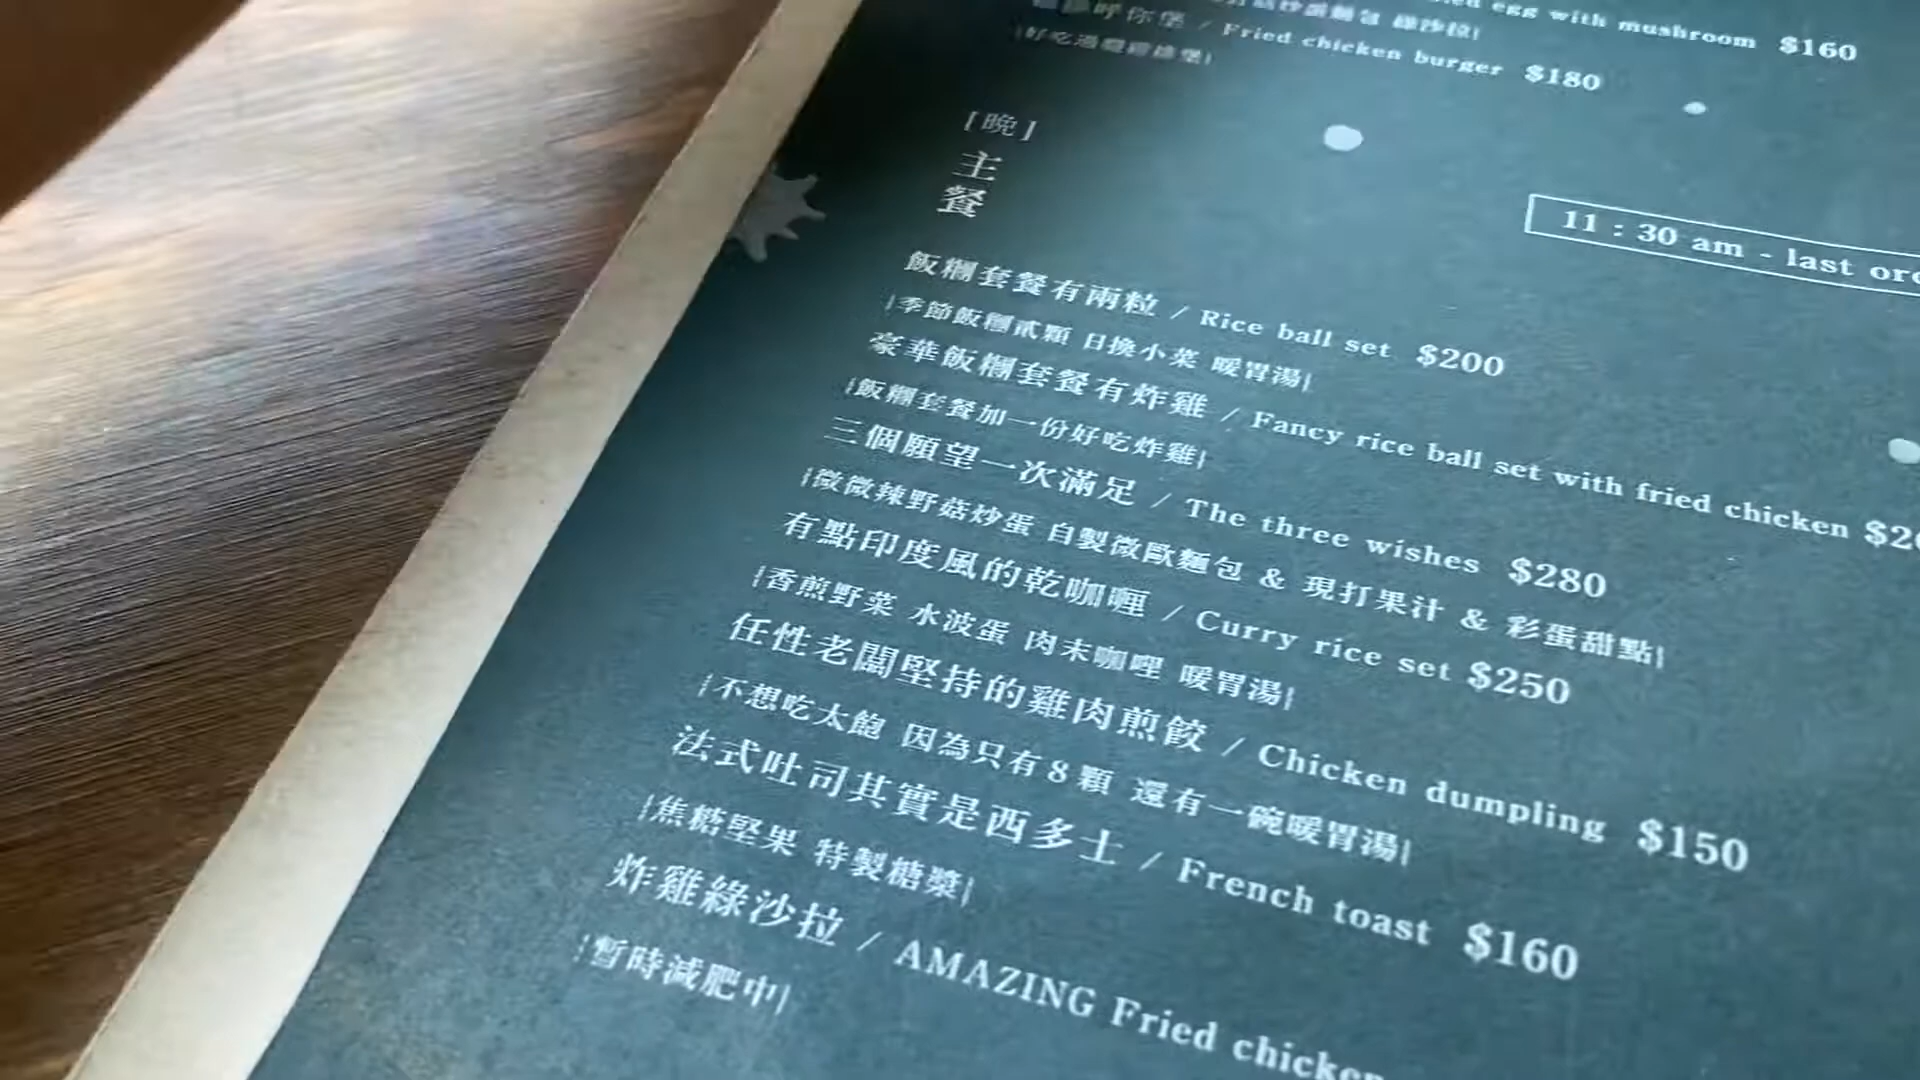 egg with mushroom $160
呼你堡 / Fried chicken burger $180
[晚]
主
餐
11 : 30 am - last
飯糰套餐有兩粒 / Rice ball set $200
|季節飯糰貳顆 日換小菜 暖胃湯|
豪華飯糰套餐有炸雞 / Fancy rice ball set with fried chicken
|飯糰套餐加一份好吃炸雞|
三個願望一次滿足 / The three wishes $280
|微微辣野菇炒蛋 自製微歐麵包 & 現打果汁 & 彩蛋甜點|
有點印度風的乾咖喱 / Curry rice set $250
|香煎野菜 水波蛋 肉末咖哩 暖胃湯|
任性老闆堅持的雞肉煎餃 / Chicken dumpling $150
|不想吃太飽 因為只有8顆 還有一碗暖胃湯|
法式吐司其實是西多士 / French toast $160
|焦糖堅果 特製糖漿|
炸雞綠沙拉 / AMAZING Fried chicken
|暫時減肥中|